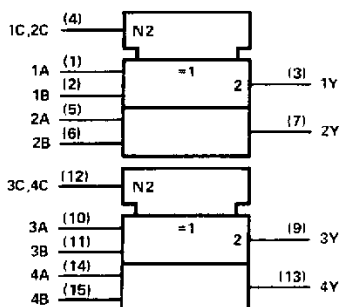 1C,2C (4) N2
1A (1) =1
1B (2) 2 (3) 1Y
2A (5)
2B (6) (7) 2Y
3C,4C (12) N2
3A (10) =1
3B (11) 2 (9) 3Y
4A (14)
4B (15) (13) 4Y